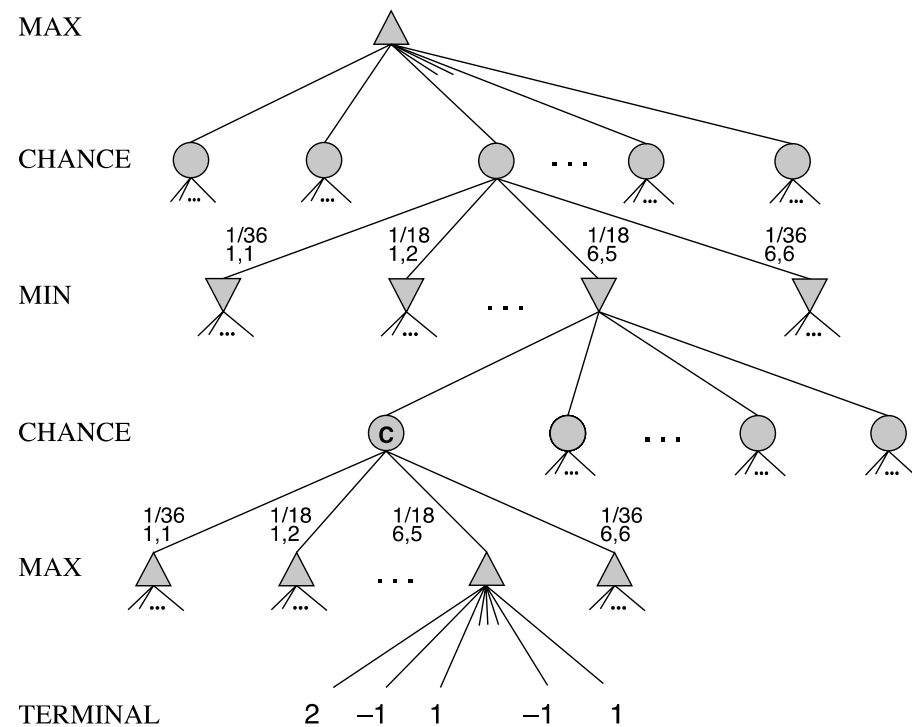 MAX
CHANCE
...
... ... ... ... ...
1/36 1/18 1/18 1/36
1,1 1,2 6,5 6,6
MIN
...
... ... ...
CHANCE
C
...
... ... ...
1/36 1/18 1/18 1/36
1,1 1,2 6,5 6,6
MAX
...
... ... ...
TERMINAL 2 –1 1 –1 1